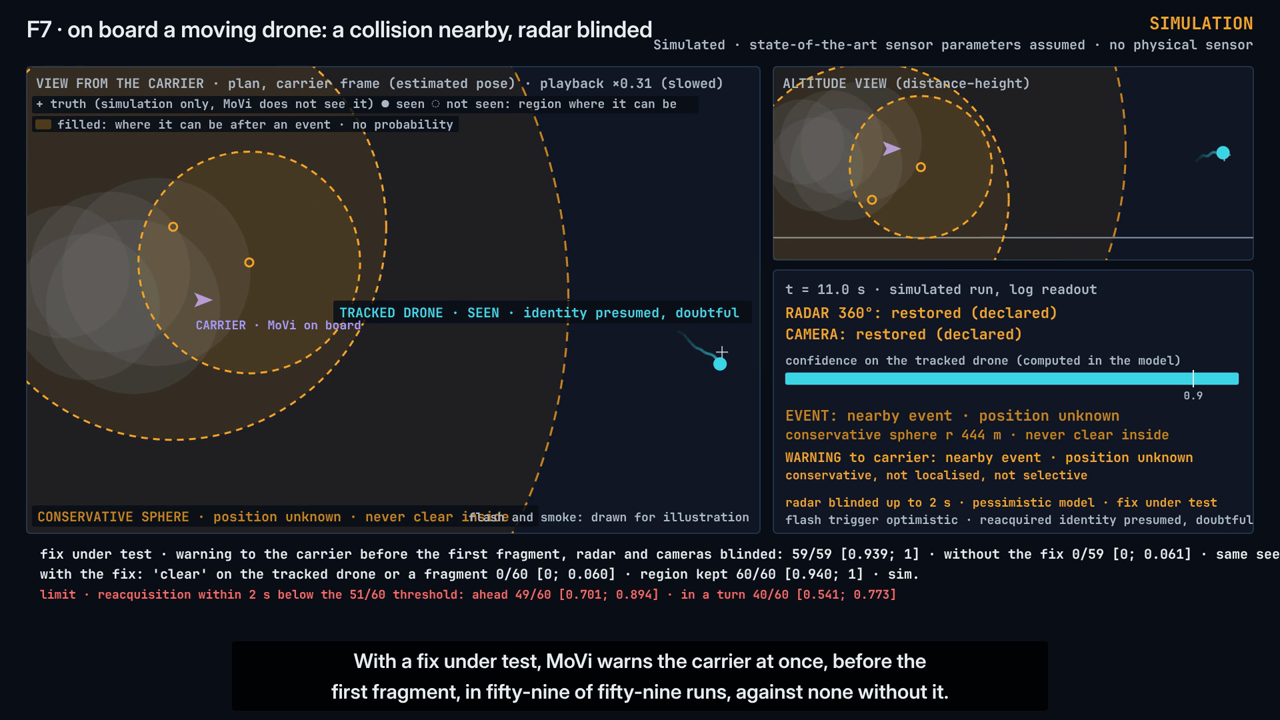 F7 · on board a moving drone: a collision nearby, radar blinded
SIMULATION
Simulated · state-of-the-art sensor parameters assumed · no physical sensor
VIEW FROM THE CARRIER · plan, carrier frame (estimated pose) · playback ×0.31 (slowed)
+ truth (simulation only, MoVi does not see it) ● seen ◌ not seen: region where it can be
filled: where it can be after an event · no probability
CARRIER · MoVi on board
TRACKED DRONE · SEEN · identity presumed, doubtful
CONSERVATIVE SPHERE · position unknown · never clear inside
flash and smoke: drawn for illustration
ALTITUDE VIEW (distance-height)
t = 11.0 s · simulated run, log readout
RADAR 360°: restored (declared)
CAMERA: restored (declared)
confidence on the tracked drone (computed in the model)
0.9
EVENT: nearby event · position unknown
conservative sphere r 444 m · never clear inside
WARNING to carrier: nearby event · position unknown
conservative, not localised, not selective
radar blinded up to 2 s · pessimistic model · fix under test
flash trigger optimistic · reacquired identity presumed, doubtful
fix under test · warning to the carrier before the first fragment, radar and cameras blinded: 59/59 [0.939; 1] · without the fix 0/59 [0; 0.061] · same see
with the fix: 'clear' on the tracked drone or a fragment 0/60 [0; 0.060] · region kept 60/60 [0.940; 1] · sim.
limit · reacquisition within 2 s below the 51/60 threshold: ahead 49/60 [0.701; 0.894] · in a turn 40/60 [0.541; 0.773]
With a fix under test, MoVi warns the carrier at once, before the
first fragment, in fifty-nine of fifty-nine runs, against none without it.